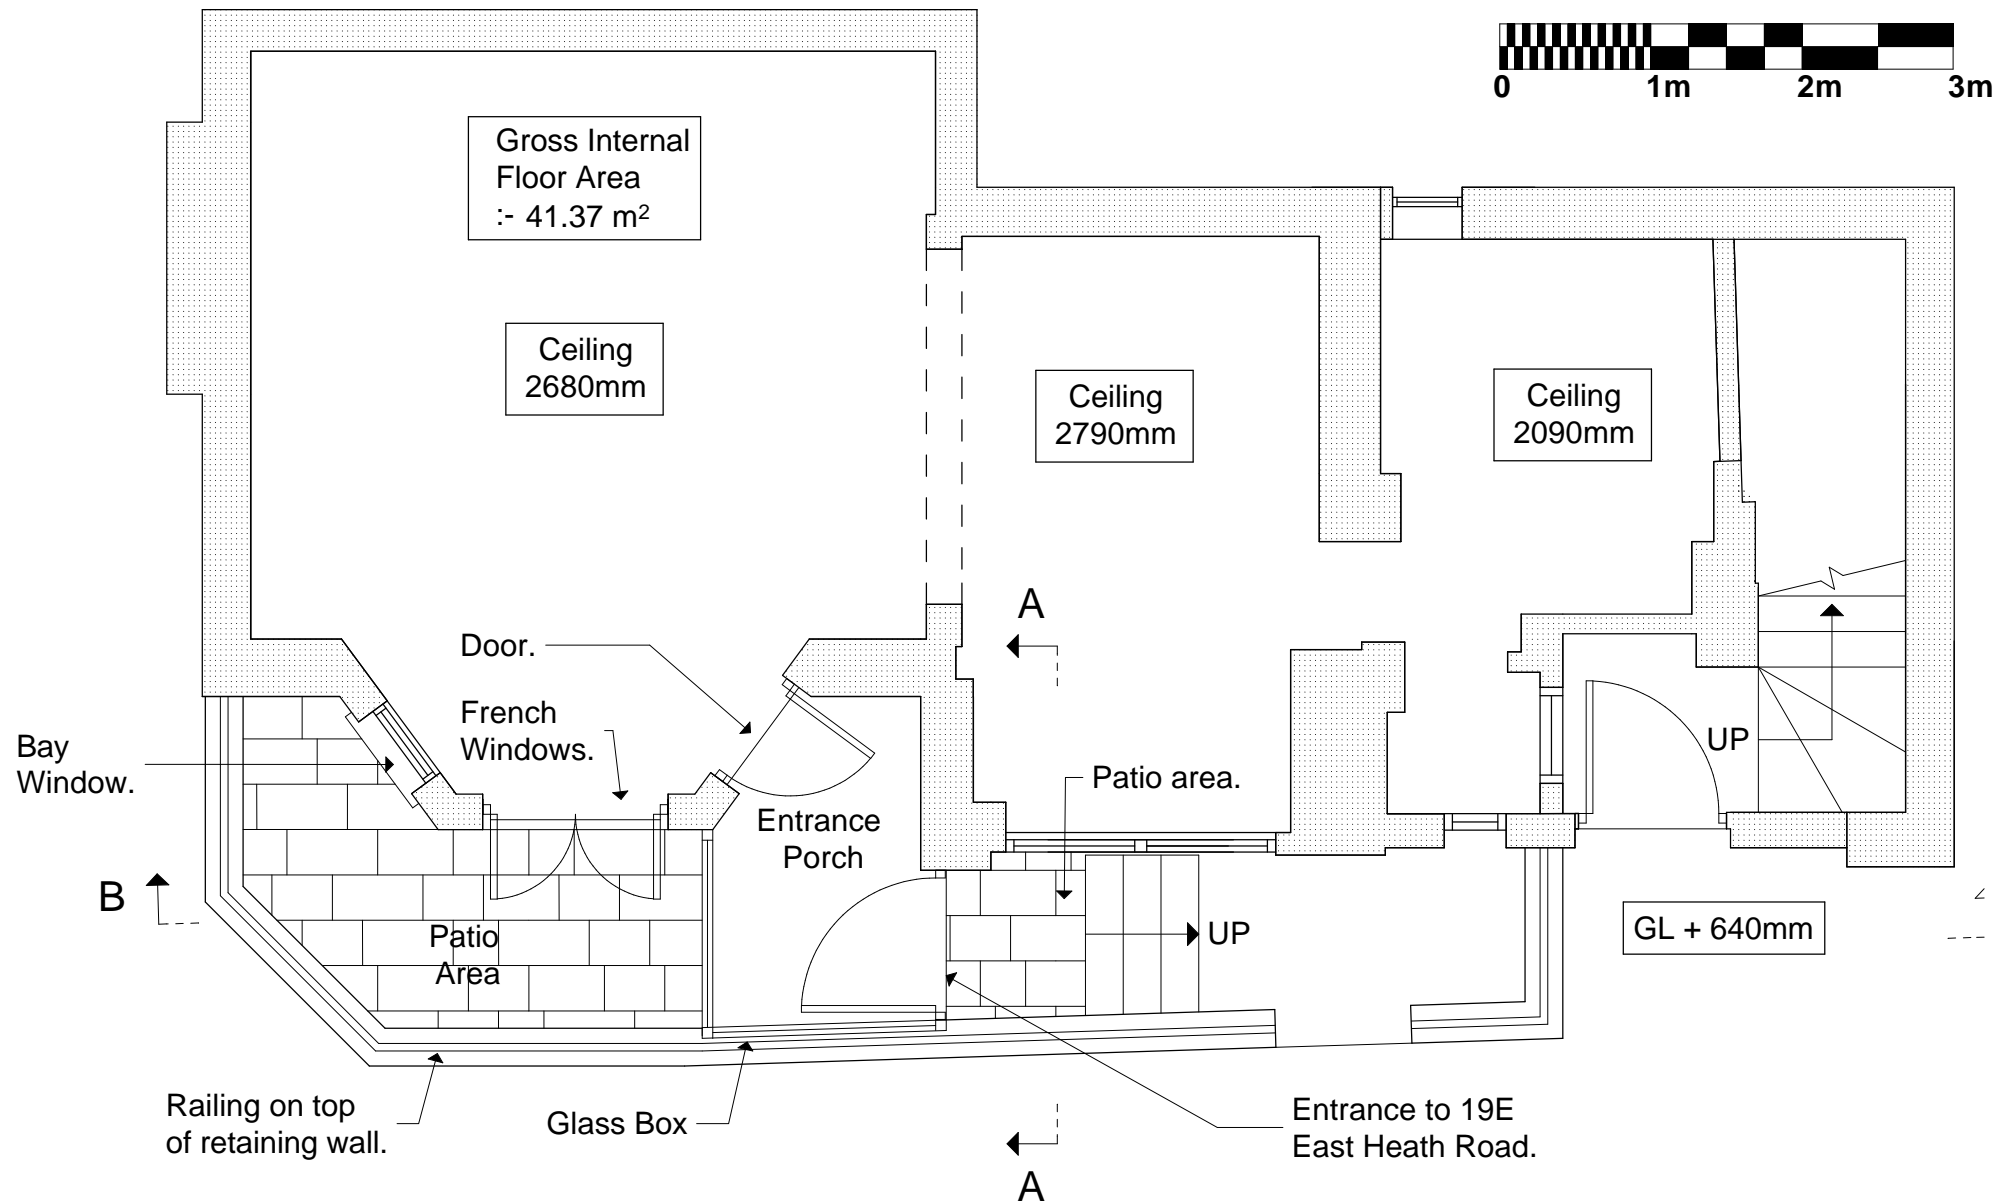 0 1m 2m 3m
Gross Internal
Floor Area
:- 41.37 m²
Ceiling
2680mm
Ceiling
2790mm
Ceiling
2090mm
A
Door.
French
Windows.
Bay
Window.
UP
Patio area.
Entrance
Porch
B
Patio
Area
UP
GL + 640mm
Railing on top
of retaining wall.
Glass Box
Entrance to 19E
East Heath Road.
A